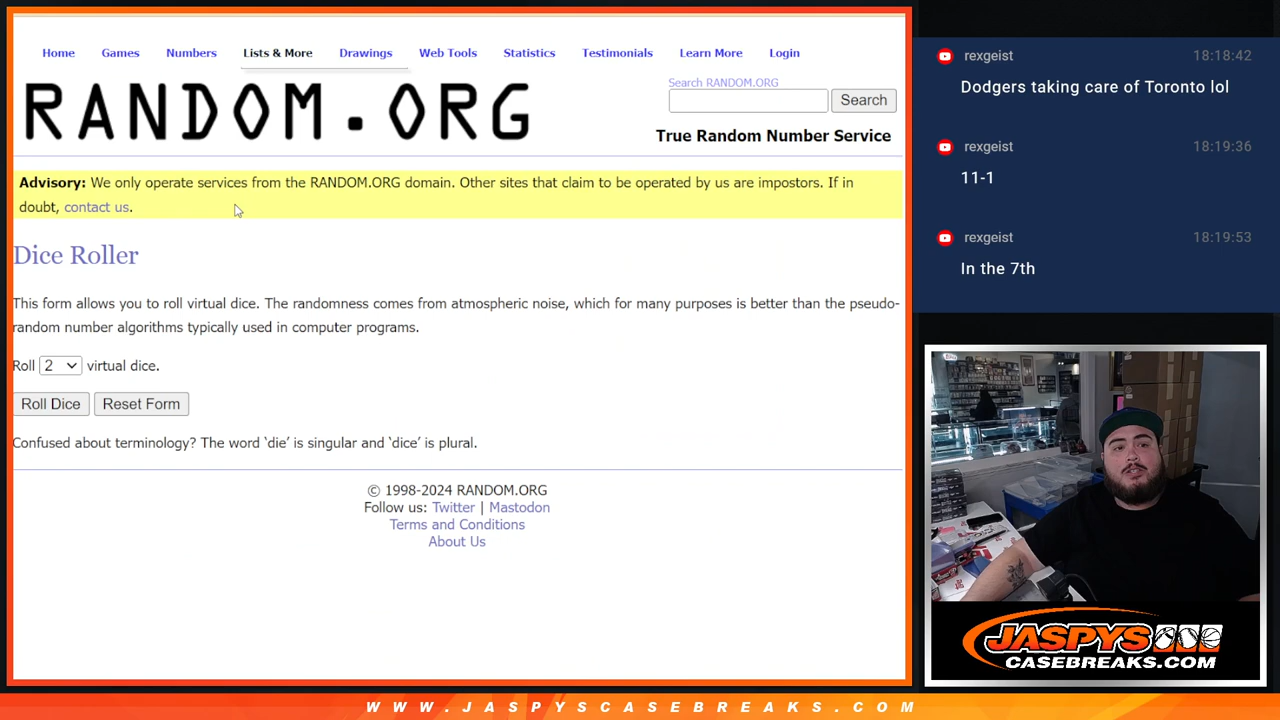 Home Games Numbers Lists & More Drawings Web Tools Statistics Testimonials Learn More Login
RANDOM.ORG
Search RANDOM.ORG
Search
True Random Number Service
Advisory: We only operate services from the RANDOM.ORG domain. Other sites that claim to be operated by us are impostors. If in
doubt, contact us.
Dice Roller
This form allows you to roll virtual dice. The randomness comes from atmospheric noise, which for many purposes is better than the pseudo-
random number algorithms typically used in computer programs.
Roll 2 virtual dice.
Roll Dice Reset Form
Confused about terminology? The word ‘die’ is singular and ‘dice’ is plural.
© 1998-2024 RANDOM.ORG
Follow us: Twitter | Mastodon
Terms and Conditions
About Us
rexgeist 18:18:42
Dodgers taking care of Toronto lol
rexgeist 18:19:36
11-1
rexgeist 18:19:53
In the 7th
JASPYS
CASEBREAKS.COM
WWW.JASPYSCASEBREAKS.COM